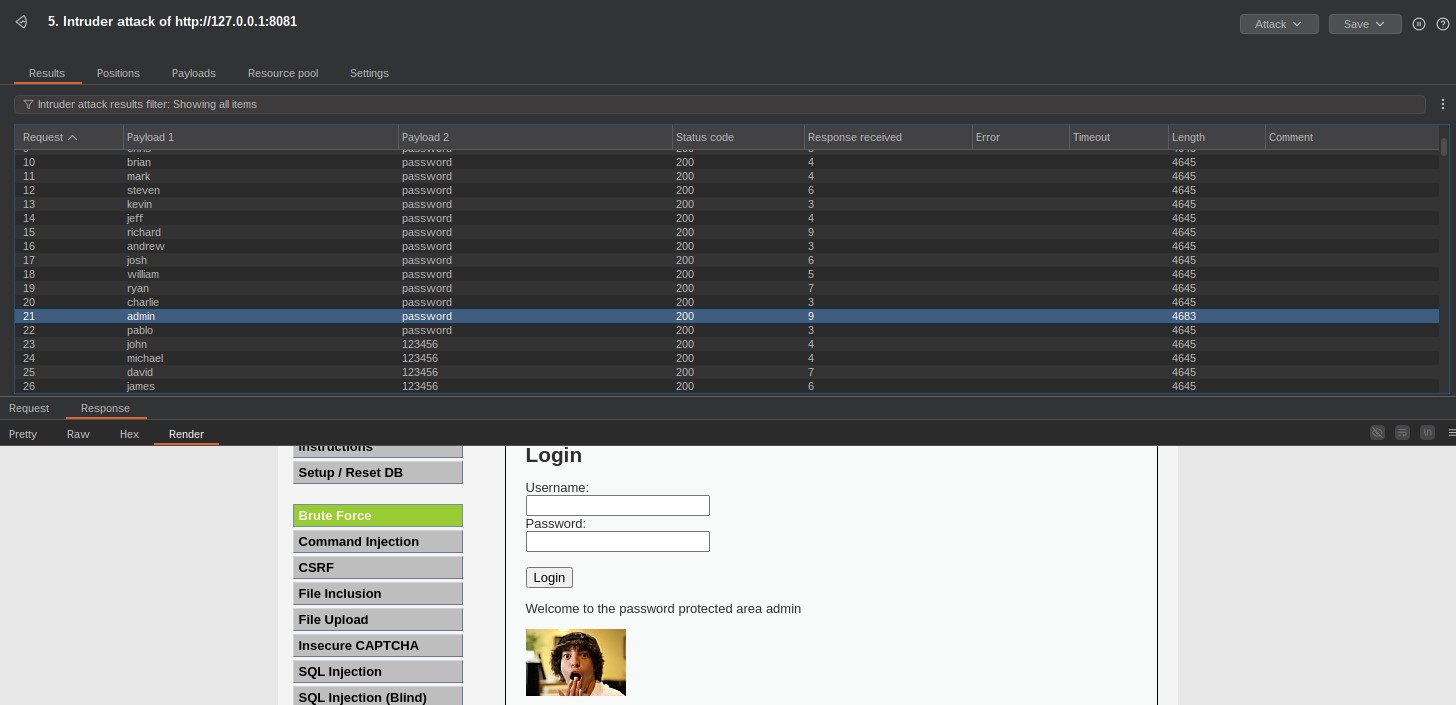 5. Intruder attack of http://127.0.0.1:8081
Attack Save
Results Positions Payloads Resource pool Settings
Intruder attack results filter: Showing all items
Request Payload 1 Payload 2 Status code Response received Error Timeout Length Comment
10 brian password 200 4 4645
11 mark password 200 4 4645
12 steven password 200 6 4645
13 kevin password 200 3 4645
14 jeff password 200 4 4645
15 richard password 200 9 4645
16 andrew password 200 3 4645
17 josh password 200 6 4645
18 william password 200 5 4645
19 ryan password 200 7 4645
20 charlie password 200 3 4645
21 admin password 200 9 4683
22 pablo password 200 3 4645
23 john 123456 200 4 4645
24 michael 123456 200 4 4645
25 david 123456 200 7 4645
26 james 123456 200 6 4645
Request Response
Pretty Raw Hex Render
\n
Instructions
Setup / Reset DB
Brute Force
Command Injection
CSRF
File Inclusion
File Upload
Insecure CAPTCHA
SQL Injection
SQL Injection (Blind)
Login
Username:
Password:
Login
Welcome to the password protected area admin